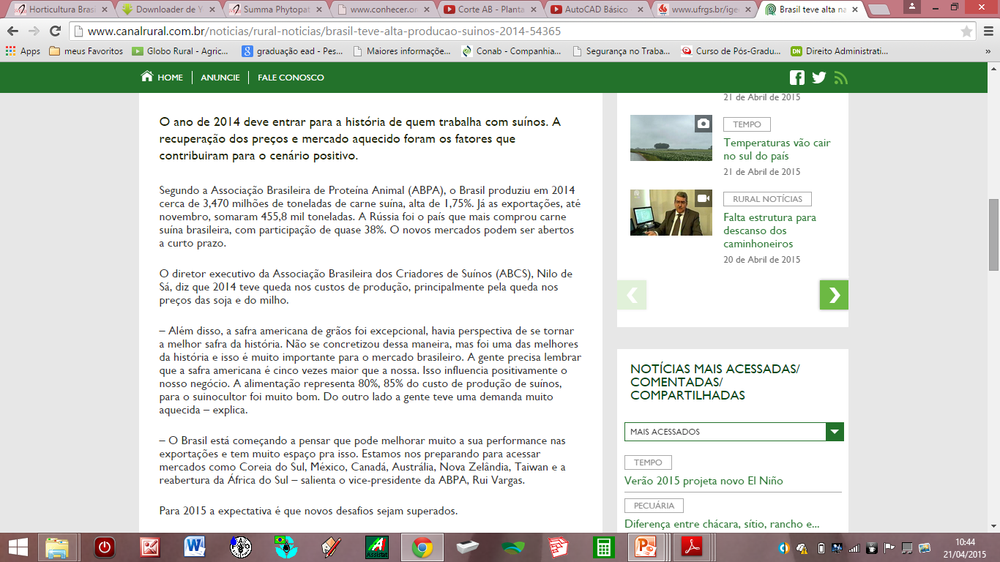 Horticultura Brasi
Downloader de Y
Summa Phytopat
www.conhecer.or
Corte AB - Planta
AutoCAD Básico
www.ufrgs.br/ige
Brasil teve alta na
www.canalrural.com.br/noticias/rural-noticias/brasil-teve-alta-producao-suinos-2014-54365
Apps
meus Favoritos
Globo Rural - Agric...
graduação ead - Pes...
Maiores informaçõe...
Conab - Companhia...
Segurança no Traba...
Curso de Pós-Gradu...
DN
Direito Administrati...
»
HOME
ANUNCIE
FALE CONOSCO
O ano de 2014 deve entrar para a história de quem trabalha com suínos. A
recuperação dos preços e mercado aquecido foram os fatores que
contribuiram para o cenário positivo.
Segundo a Associação Brasileira de Proteína Animal (ABPA), o Brasil produziu em 2014
cerca de 3,470 milhões de toneladas de carne suína, alta de 1,75%. Já as exportações, até
novembro, somaram 455,8 mil toneladas. A Rússia foi o país que mais comprou carne
suína brasileira, com participação de quase 38%. O novos mercados podem ser abertos
a curto prazo.
O diretor executivo da Associação Brasileira dos Criadores de Suínos (ABCS), Nilo de
Sá, diz que 2014 teve queda nos custos de produção, principalmente pela queda nos
preços das soja e do milho.
– Além disso, a safra americana de grãos foi excepcional, havia perspectiva de se tornar
a melhor safra da história. Não se concretizou dessa maneira, mas foi uma das melhores
da história e isso é muito importante para o mercado brasileiro. A gente precisa lembrar
que a safra americana é cinco vezes maior que a nossa. Isso influencia positivamente o
nosso negócio. A alimentação representa 80%, 85% do custo de produção de suínos,
para o suinocultor foi muito bom. Do outro lado a gente teve uma demanda muito
aquecida – explica.
– O Brasil está começando a pensar que pode melhorar muito a sua performance nas
exportações e tem muito espaço pra isso. Estamos nos preparando para acessar
mercados como Coreia do Sul, México, Canadá, Austrália, Nova Zelândia, Taiwan e a
reabertura da África do Sul – salienta o vice-presidente da ABPA, Rui Vargas.
Para 2015 a expectativa é que novos desafios sejam superados.
21 de Abril de 2015
TEMPO
Temperaturas vão cair
no sul do país
21 de Abril de 2015
RURAL NOTÍCIAS
Falta estrutura para
descanso dos
caminhoneiros
20 de Abril de 2015
NOTÍCIAS MAIS ACESSADAS/
COMENTADAS/
COMPARTILHADAS
MAIS ACESSADOS
TEMPO
Verão 2015 projeta novo El Niño
PECUÁRIA
Diferença entre chácara, sítio, rancho e...
Assistat
10:44
21/04/2015